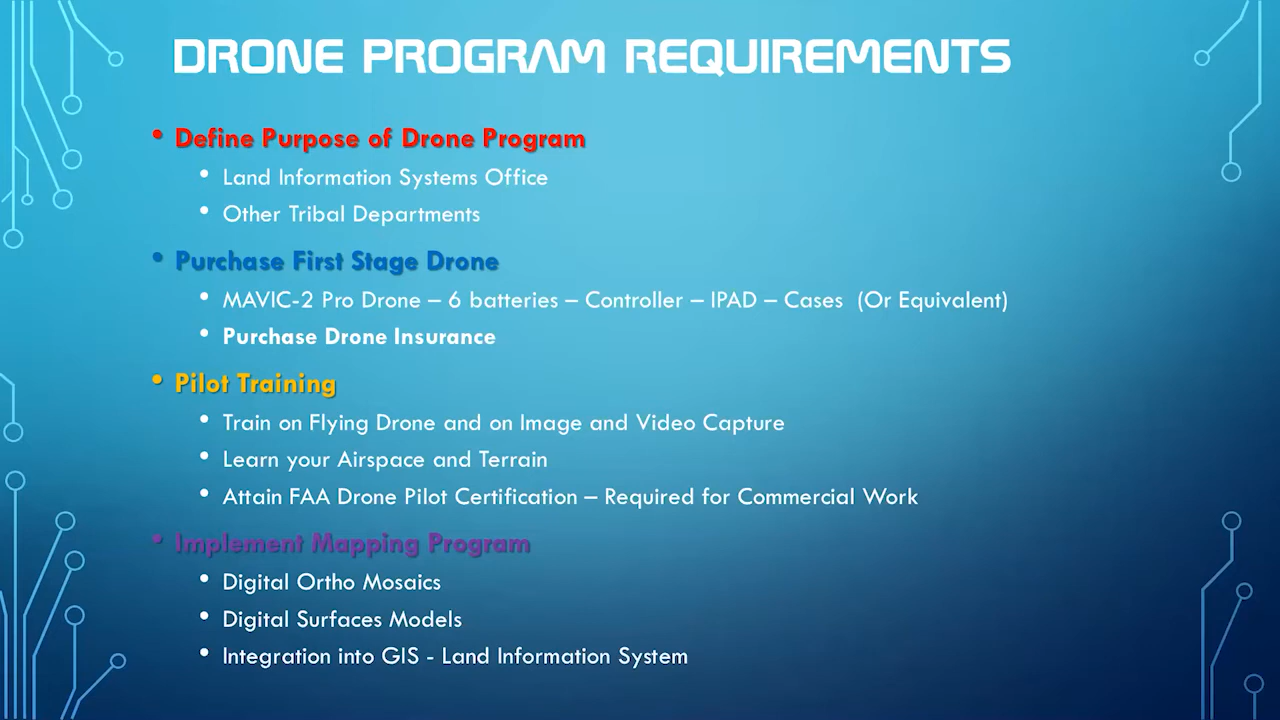 DRONE PROGRAM REQUIREMENTS
• Define Purpose of Drone Program
• Land Information Systems Office
• Other Tribal Departments
• Purchase First Stage Drone
• MAVIC-2 Pro Drone – 6 batteries – Controller – IPAD – Cases (Or Equivalent)
• Purchase Drone Insurance
• Pilot Training
• Train on Flying Drone and on Image and Video Capture
• Learn your Airspace and Terrain
• Attain FAA Drone Pilot Certification – Required for Commercial Work
• Implement Mapping Program
• Digital Ortho Mosaics
• Digital Surfaces Models
• Integration into GIS - Land Information System